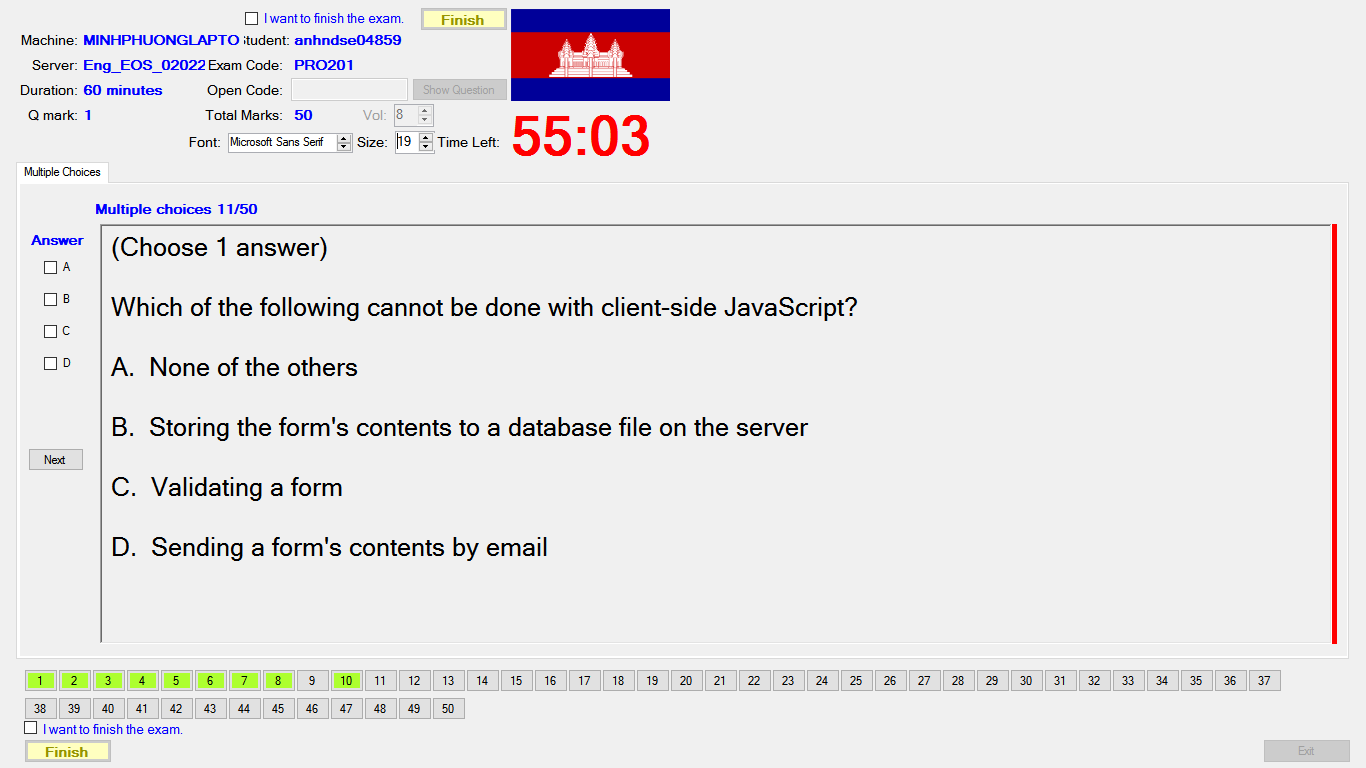 I want to finish the exam.
Finish
Machine: MINHPHUONGLAPTO Student: anhndse04859
Server: Eng_EOS_02022 Exam Code: PRO201
Duration: 60 minutes Open Code: Show Question
Q mark: 1 Total Marks: 50 Vol: 8
Font: Microsoft Sans Serif Size: 19 Time Left: 55:03
Multiple Choices
Multiple choices 11/50
Answer
A
B
C
D
Next
(Choose 1 answer)
Which of the following cannot be done with client-side JavaScript?
A. None of the others
B. Storing the form's contents to a database file on the server
C. Validating a form
D. Sending a form's contents by email
1 2 3 4 5 6 7 8 9 10 11 12 13 14 15 16 17 18 19 20 21 22 23 24 25 26 27 28 29 30 31 32 33 34 35 36 37
38 39 40 41 42 43 44 45 46 47 48 49 50
I want to finish the exam.
Finish
Exit